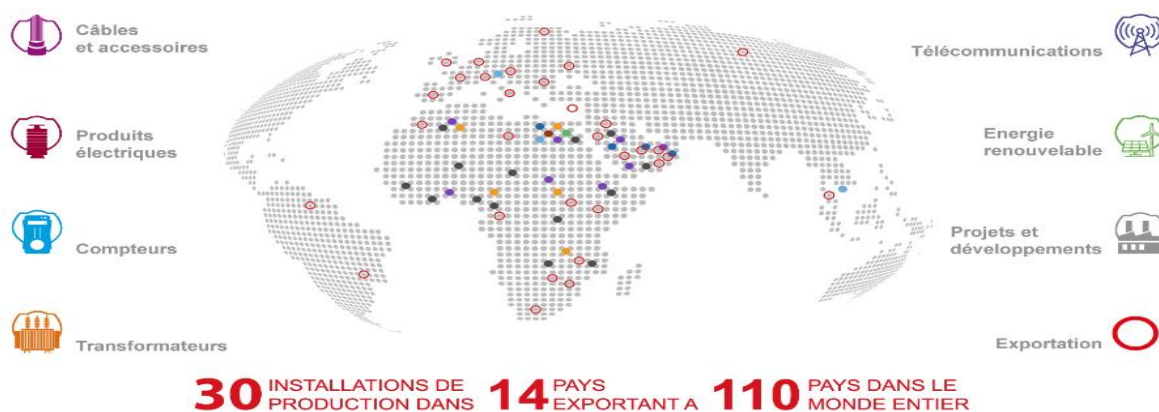 Câbles
et accessoires
Produits
électriques
Compteurs
Transformateurs
Télécommunications
Energie
renouvelable
Projets et
développements
Exportation
30 INSTALLATIONS DE PRODUCTION DANS 14 PAYS EXPORTANT A 110 PAYS DANS LE MONDE ENTIER